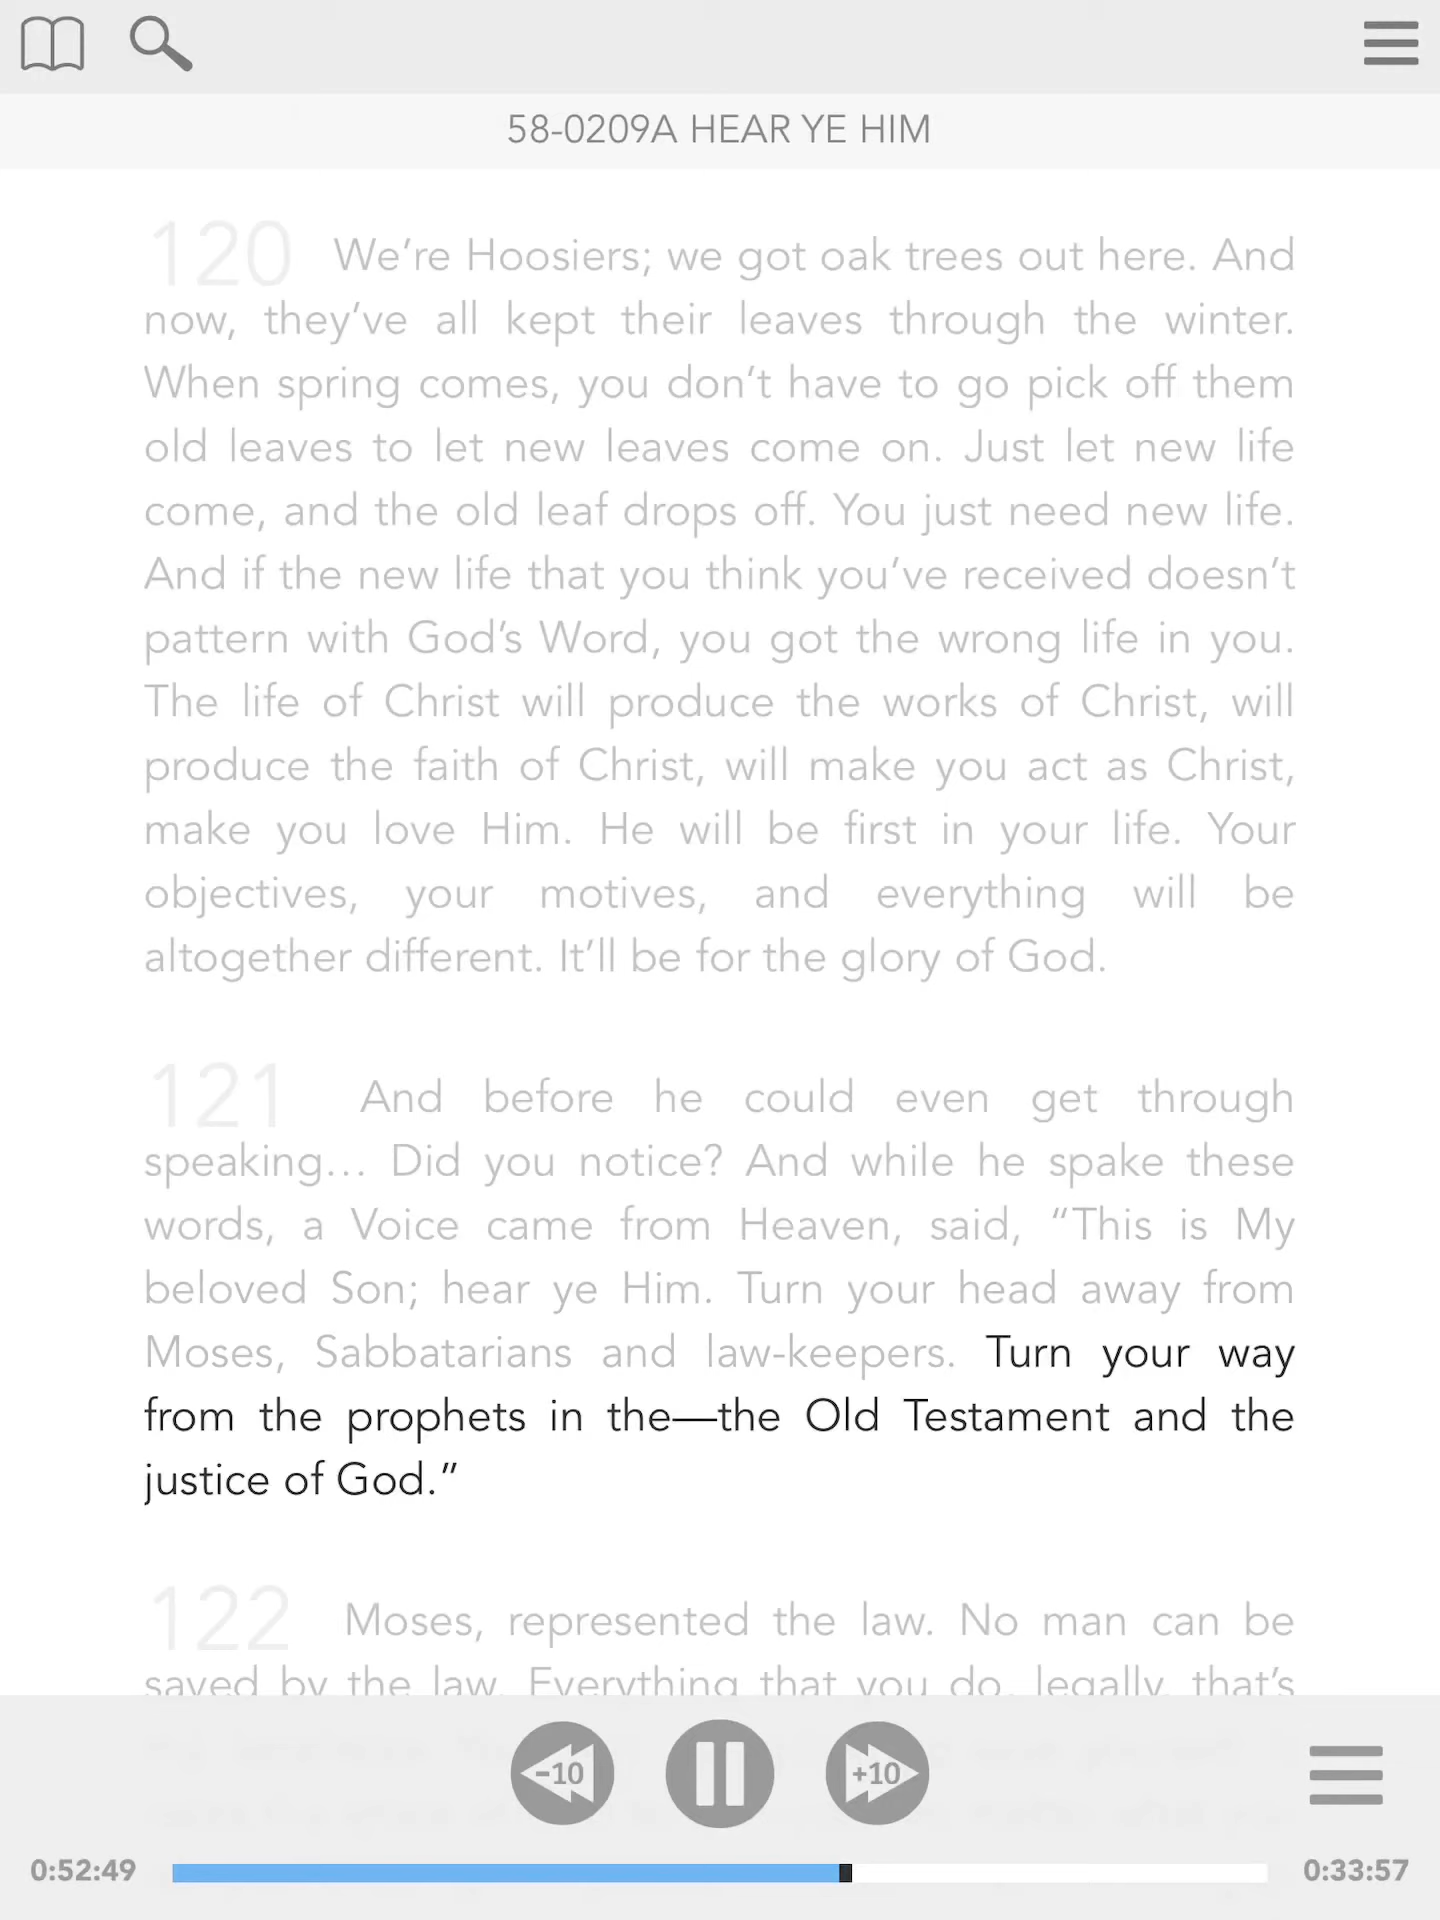 58-0209A HEAR YE HIM
120 We’re Hoosiers; we got oak trees out here. And
now, they’ve all kept their leaves through the winter.
When spring comes, you don’t have to go pick off them
old leaves to let new leaves come on. Just let new life
come, and the old leaf drops off. You just need new life.
And if the new life that you think you’ve received doesn’t
pattern with God’s Word, you got the wrong life in you.
The life of Christ will produce the works of Christ, will
produce the faith of Christ, will make you act as Christ,
make you love Him. He will be first in your life. Your
objectives, your motives, and everything will be
altogether different. It’ll be for the glory of God.
121 And before he could even get through
speaking… Did you notice? And while he spake these
words, a Voice came from Heaven, said, “This is My
beloved Son; hear ye Him. Turn your head away from
Moses, Sabbatarians and law-keepers. Turn your way
from the prophets in the—the Old Testament and the
justice of God.”
122 Moses, represented the law. No man can be
saved by the law. Everything that you do, legally, that’s
-10 +10
0:52:49 0:33:57